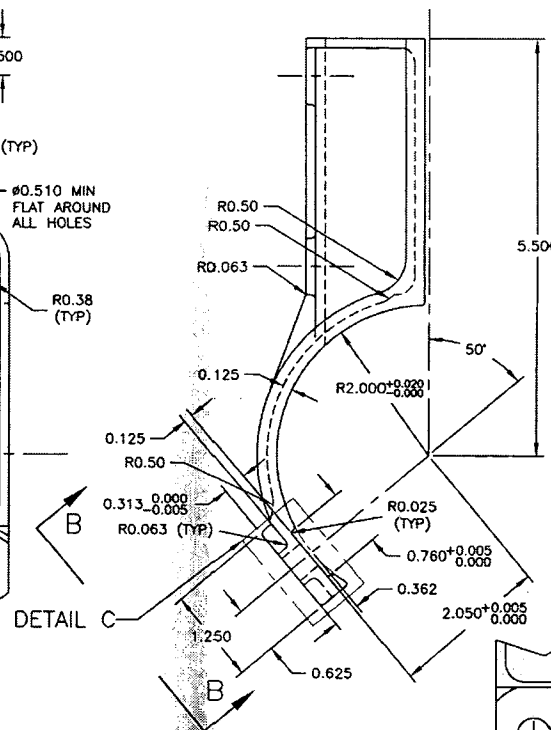 500
(TYP)
Ø0.510 MIN
FLAT AROUND
ALL HOLES
R0.38
(TYP)
R0.50
R0.50
R0.063
5.500
50°
0.125
R2.000+0.020
-0.000
0.125
R0.50
0.313 0.000
-0.005
R0.063 (TYP)
R0.025
(TYP)
B
0.760+0.005
0.000
0.362
2.050+0.005
0.000
DETAIL C
1.250
0.625
B